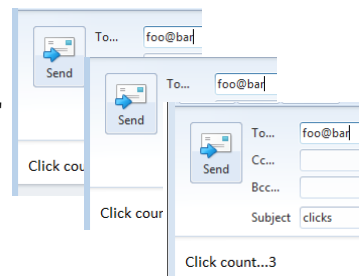 To... foo@bar
Send
Click cou
To... foo@bar
Send
Click cour
To... foo@bar
Cc...
Send
Bcc...
Subject clicks
Click count...3